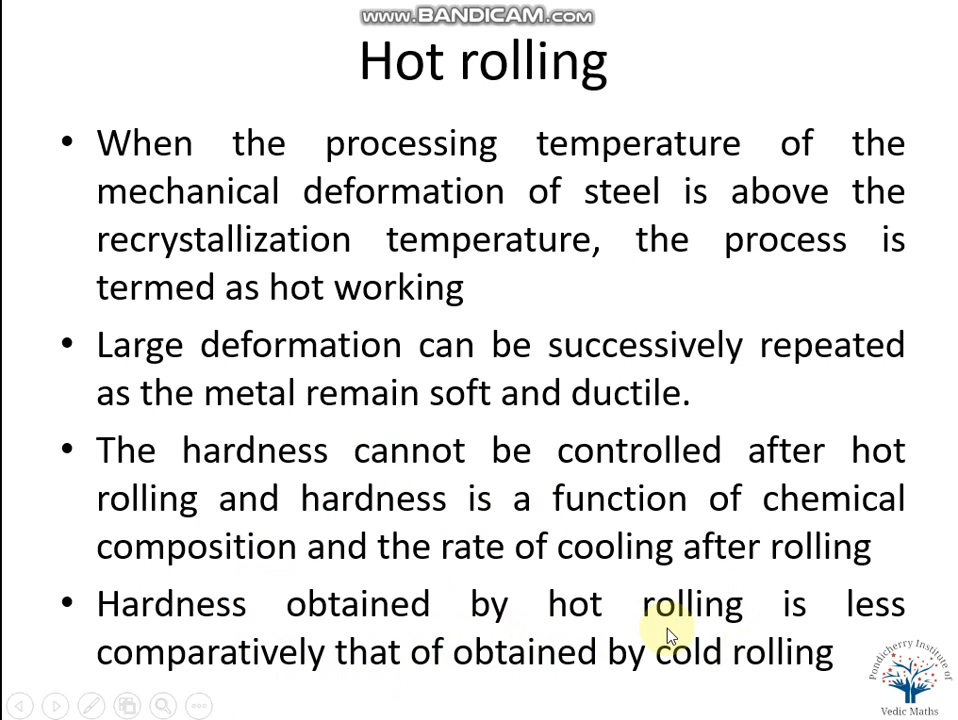 www.BANDICAM.com
Hot rolling
• When the processing temperature of the
mechanical deformation of steel is above the
recrystallization temperature, the process is
termed as hot working
• Large deformation can be successively repeated
as the metal remain soft and ductile.
• The hardness cannot be controlled after hot
rolling and hardness is a function of chemical
composition and the rate of cooling after rolling
• Hardness obtained by hot rolling is less
comparatively that of obtained by cold rolling
Pondicherry Institute of
Vedic Maths